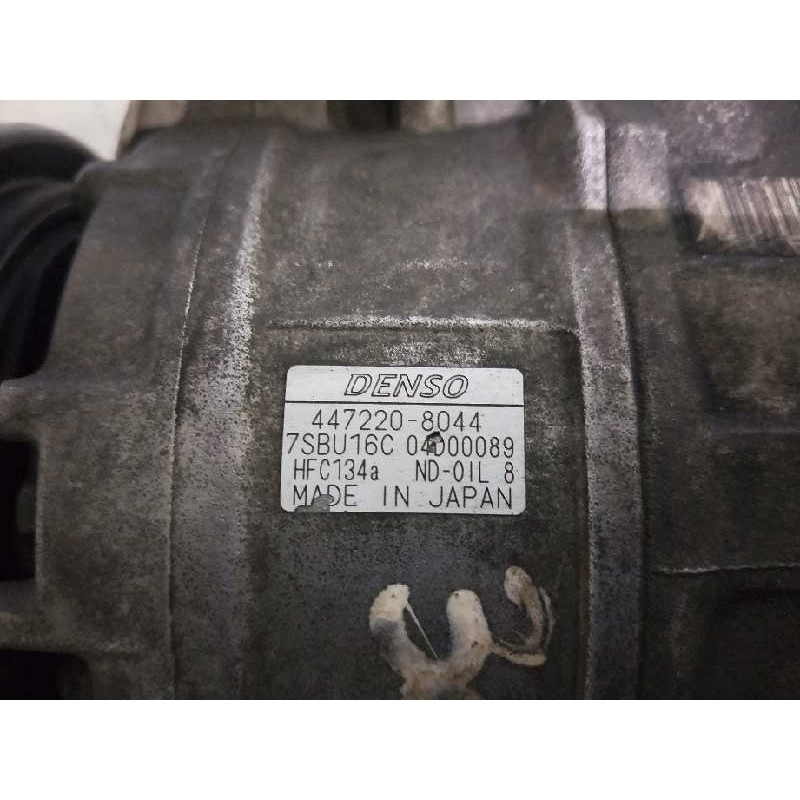 DENSO
447220-8044
7SBU16C 04D00089
HFC134a ND-OIL 8
MADE IN JAPAN